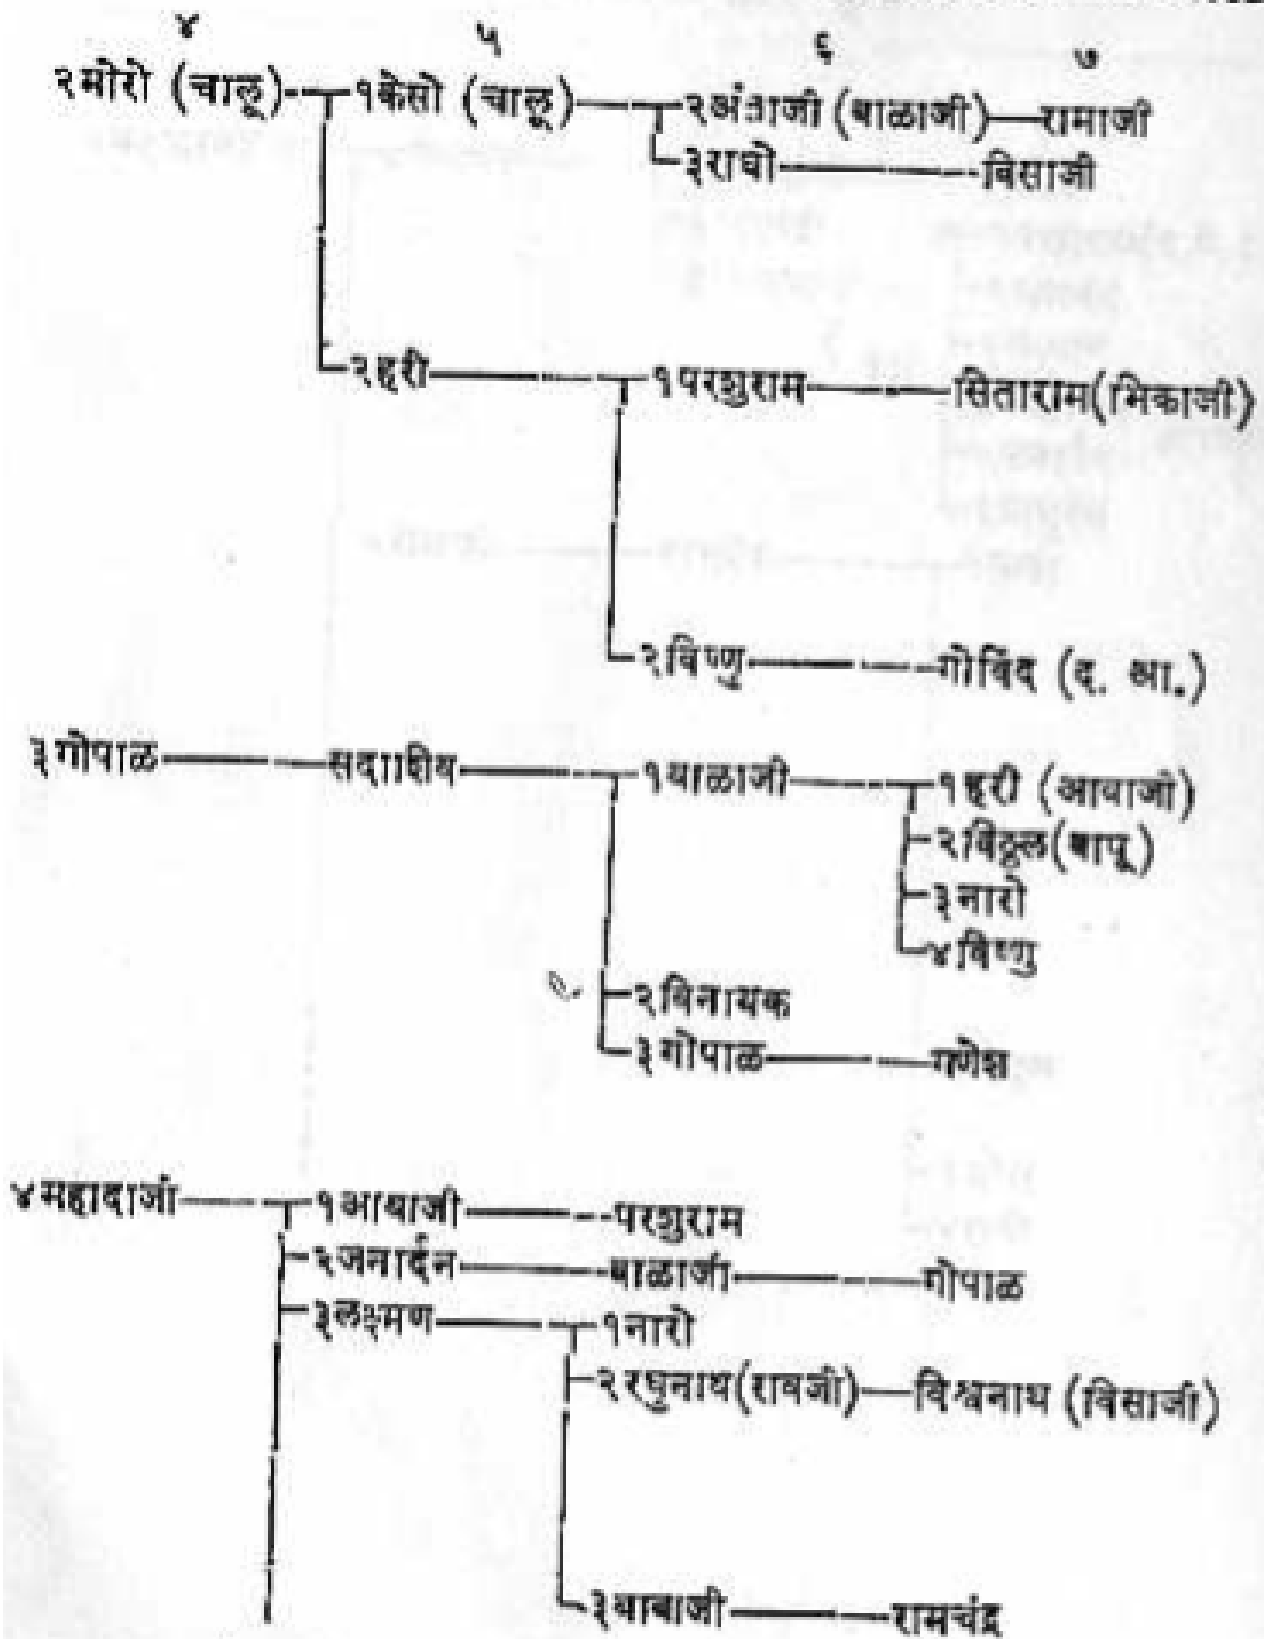 ४ ५ ६ ७
२मोरो (चालू) १केसो (चालू) २अंताजी (बाळाजी) रामाजी
३राघो विसाजी
२हरी १परशुराम सिताराम(भिकाजी)
२विष्णु गोविंद (द. आ.)
३गोपाळ सदाशिव १बाळाजी १हरी (आबाजी)
२विठ्ठल(बापू)
३नारो
४विष्णु
२विनायक
३गोपाळ गणेश
४महादाजी १आबाजी परशुराम
२जनार्दन बाळाजी गोपाळ
३लक्ष्मण १नारो
२रघुनाथ(रावजी) विश्वनाथ (विसाजी)
३बाबाजी रामचंद्र